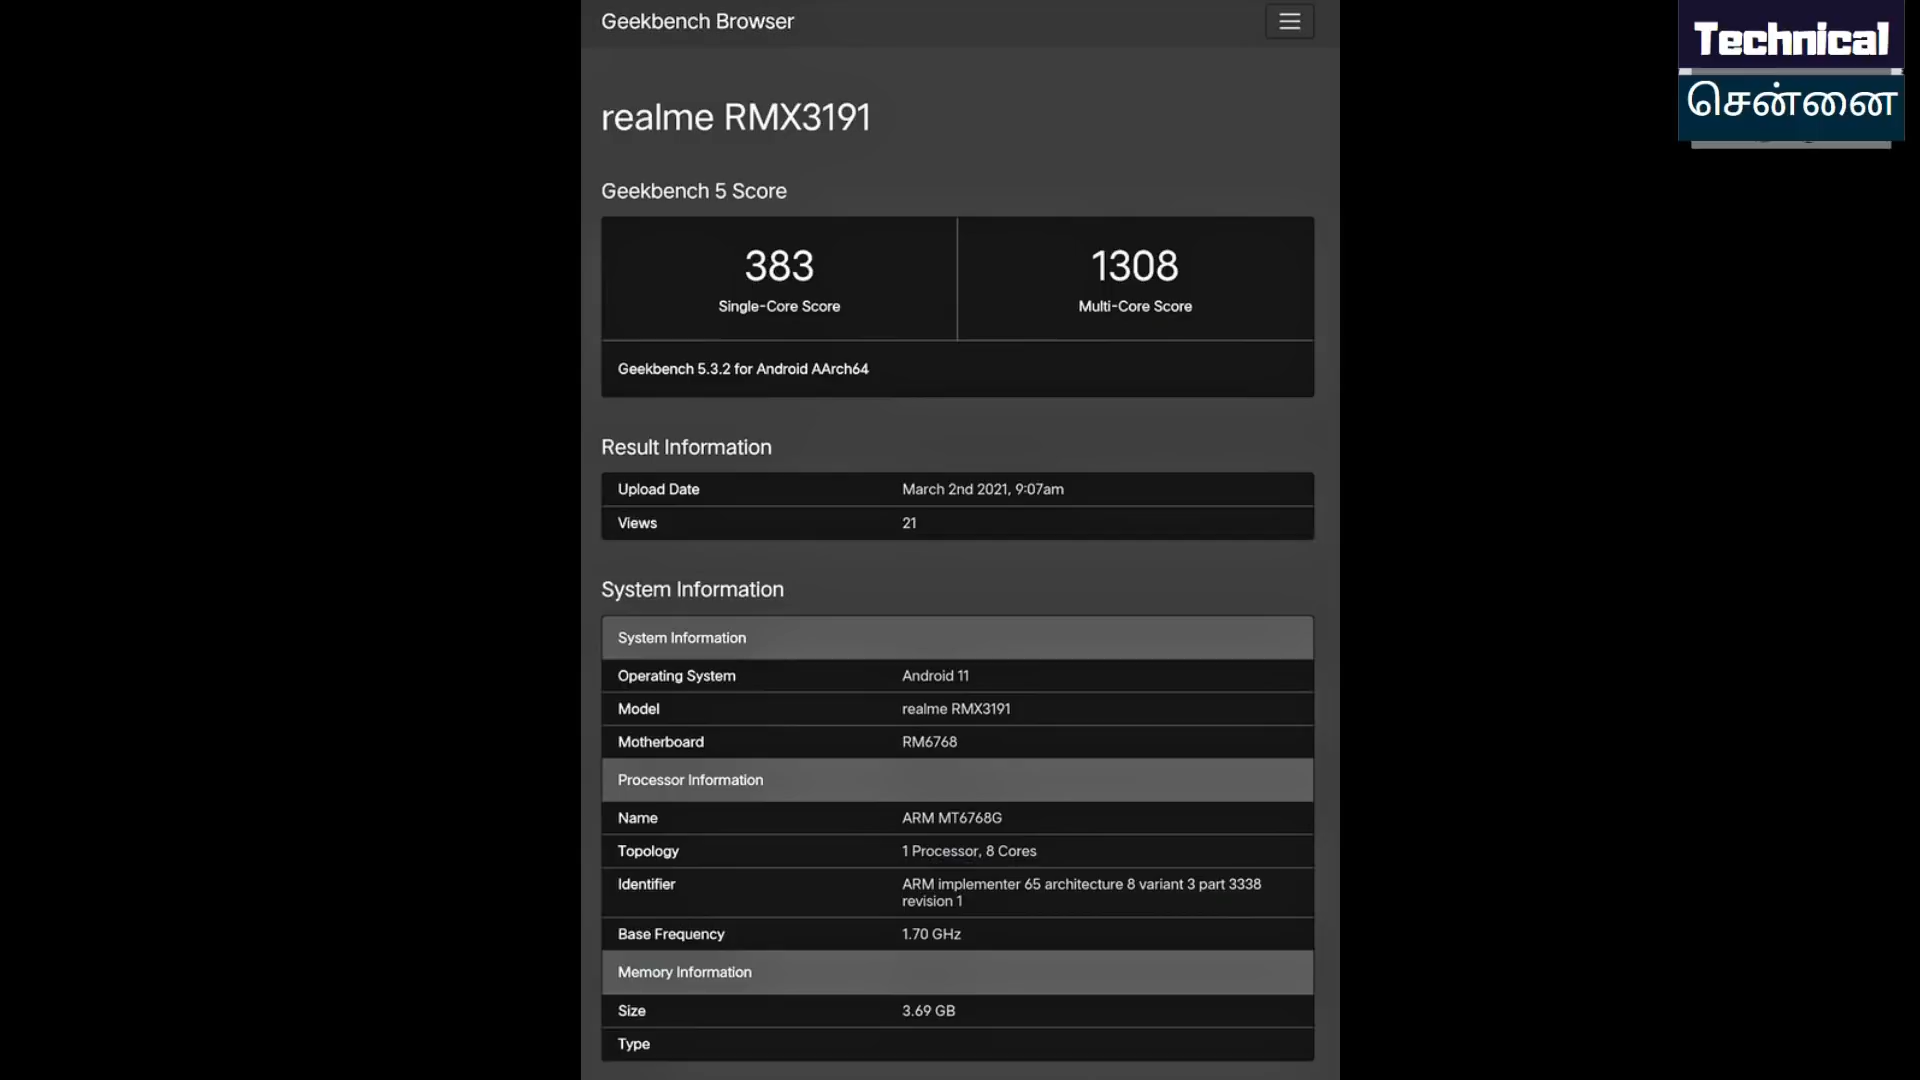 Geekbench Browser
Technical
சென்னை
realme RMX3191
Geekbench 5 Score
383
1308
Single-Core Score
Multi-Core Score
Geekbench 5.3.2 for Android AArch64
Result Information
Upload Date March 2nd 2021, 9:07am
Views 21
System Information
System Information
Operating System Android 11
Model realme RMX3191
Motherboard RM6768
Processor Information
Name ARM MT6768G
Topology 1 Processor, 8 Cores
Identifier ARM implementer 65 architecture 8 variant 3 part 3338
revision 1
Base Frequency 1.70 GHz
Memory Information
Size 3.69 GB
Type